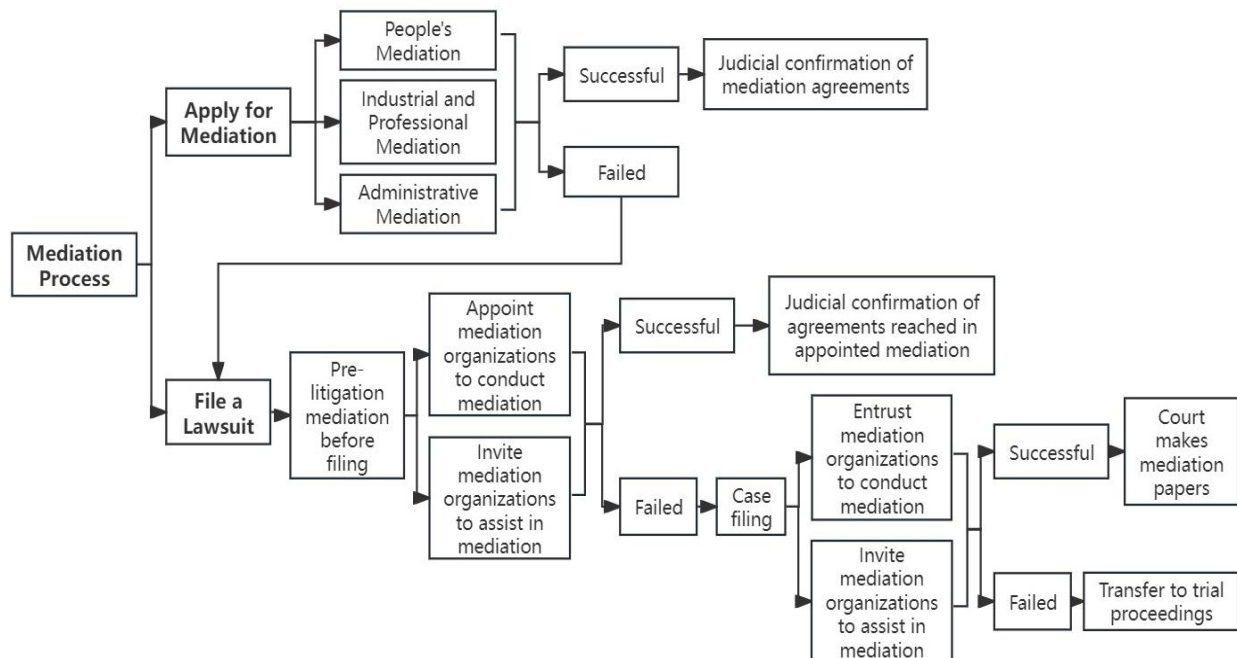 People's
Mediation
Industrial and
Professional
Mediation
Administrative
Mediation
Apply for
Mediation
Successful
Judicial confirmation of
mediation agreements
Failed
Mediation
Process
File a
Lawsuit
Pre-
litigation
mediation
before
filing
Appoint
mediation
organizations
to conduct
mediation
Invite
mediation
organizations
to assist in
mediation
Successful
Judicial confirmation of
agreements reached in
appointed mediation
Failed
Case
filing
Entrust
mediation
organizations
to conduct
mediation
Invite
mediation
organizations
to assist in
mediation
Successful
Court
makes
mediation
papers
Failed
Transfer to trial
proceedings